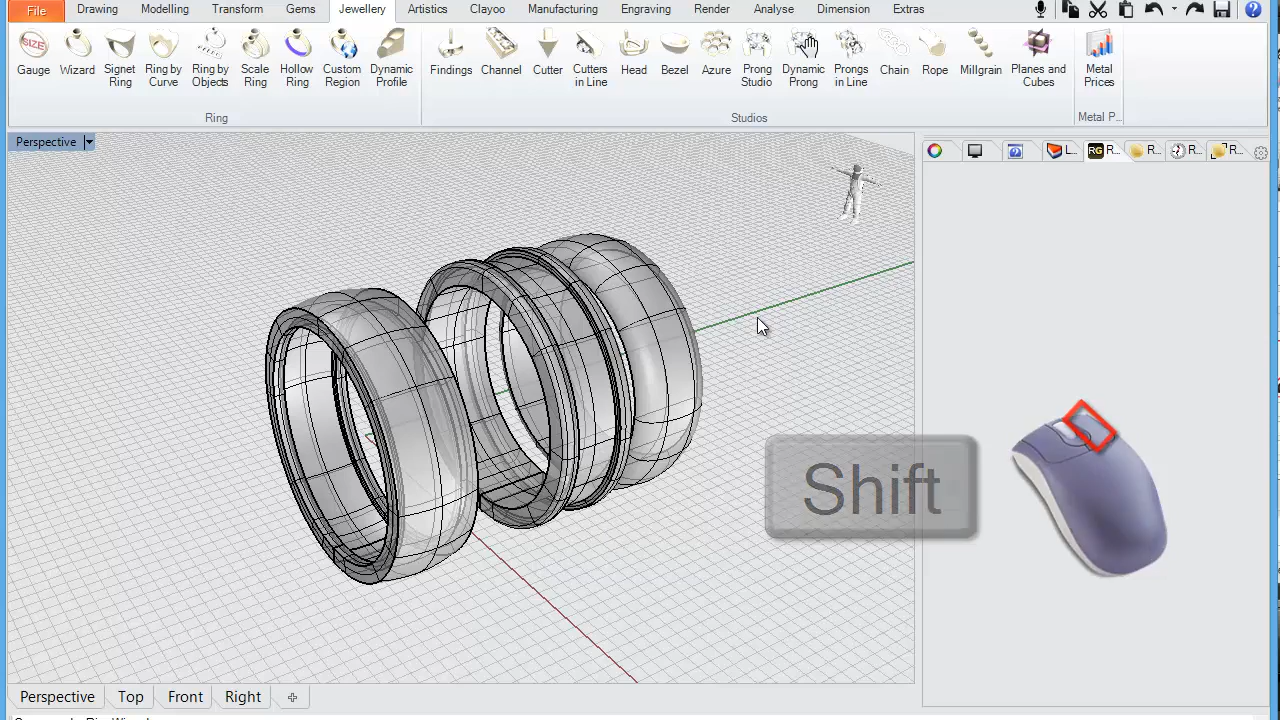 File Drawing Modelling Transform Gems Jewellery Artistics Clayoo Manufacturing Engraving Render Analyse Dimension Extras
SIZE
Gauge Wizard Signet Ring Ring by Curve Ring by Objects Scale Ring Hollow Ring Custom Region Dynamic Profile Findings Channel Cutter Cutters in Line Head Bezel Azure Prong Studio Dynamic Prong Prongs in Line Chain Rope Millgrain Planes and Cubes Metal Prices
Ring Studios Metal P...
Perspective
L... RG R... R... R... R...
Shift
Perspective Top Front Right